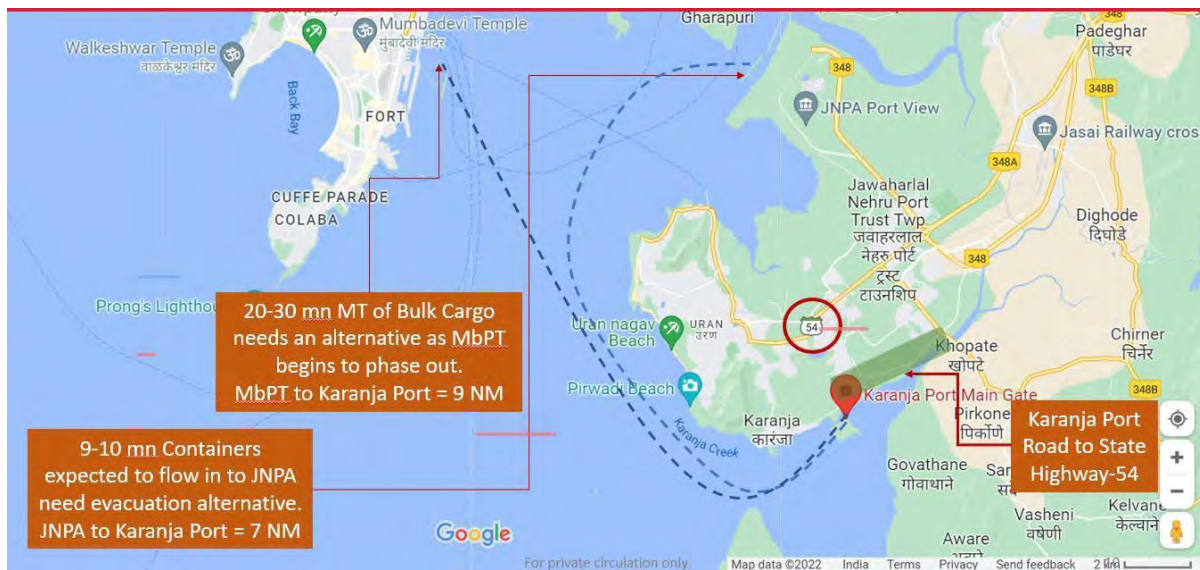 Mumbadevi Temple
मुंबादेवी मंदिर
Walkeshwar Temple
वाळकेश्वर मंदिर
Back Bay
FORT
CUFFE PARADE
COLABA
Gharapuri
348
JNPA Port View
Padeghar
पाडेघर
348B
Jasai Railway cros
348A
Jawaharlal
Nehru Port
Trust Twp
जवाहरलाल
नेहरु पोर्ट
ट्रस्ट
टाउनशिप
Dighode
दिघोडे
20-30 mn MT of Bulk Cargo
needs an alternative as MbPT
begins to phase out.
MbPT to Karanja Port = 9 NM
Prong's Lighthou
Uran nagav
Beach
URAN
उरण
54
Chirner
चिर्नेर
Khopate
खोपटे
Pirwadi Beach
Karanja Port Main Gate
348B
Karanja
कारंजा
Karanja Creek
Pirkone
पिर्कोणे
Karanja Port
Road to State
Highway-54
9-10 mn Containers
expected to flow in to JNPA
need evacuation alternative.
JNPA to Karanja Port = 7 NM
Govathane
गोवाथाने
Vasheni
वषेणी
Kelvane
केल्वाने
Aware
Google
For private circulation only
Map data ©2022 India Terms Privacy Send feedback 2 km